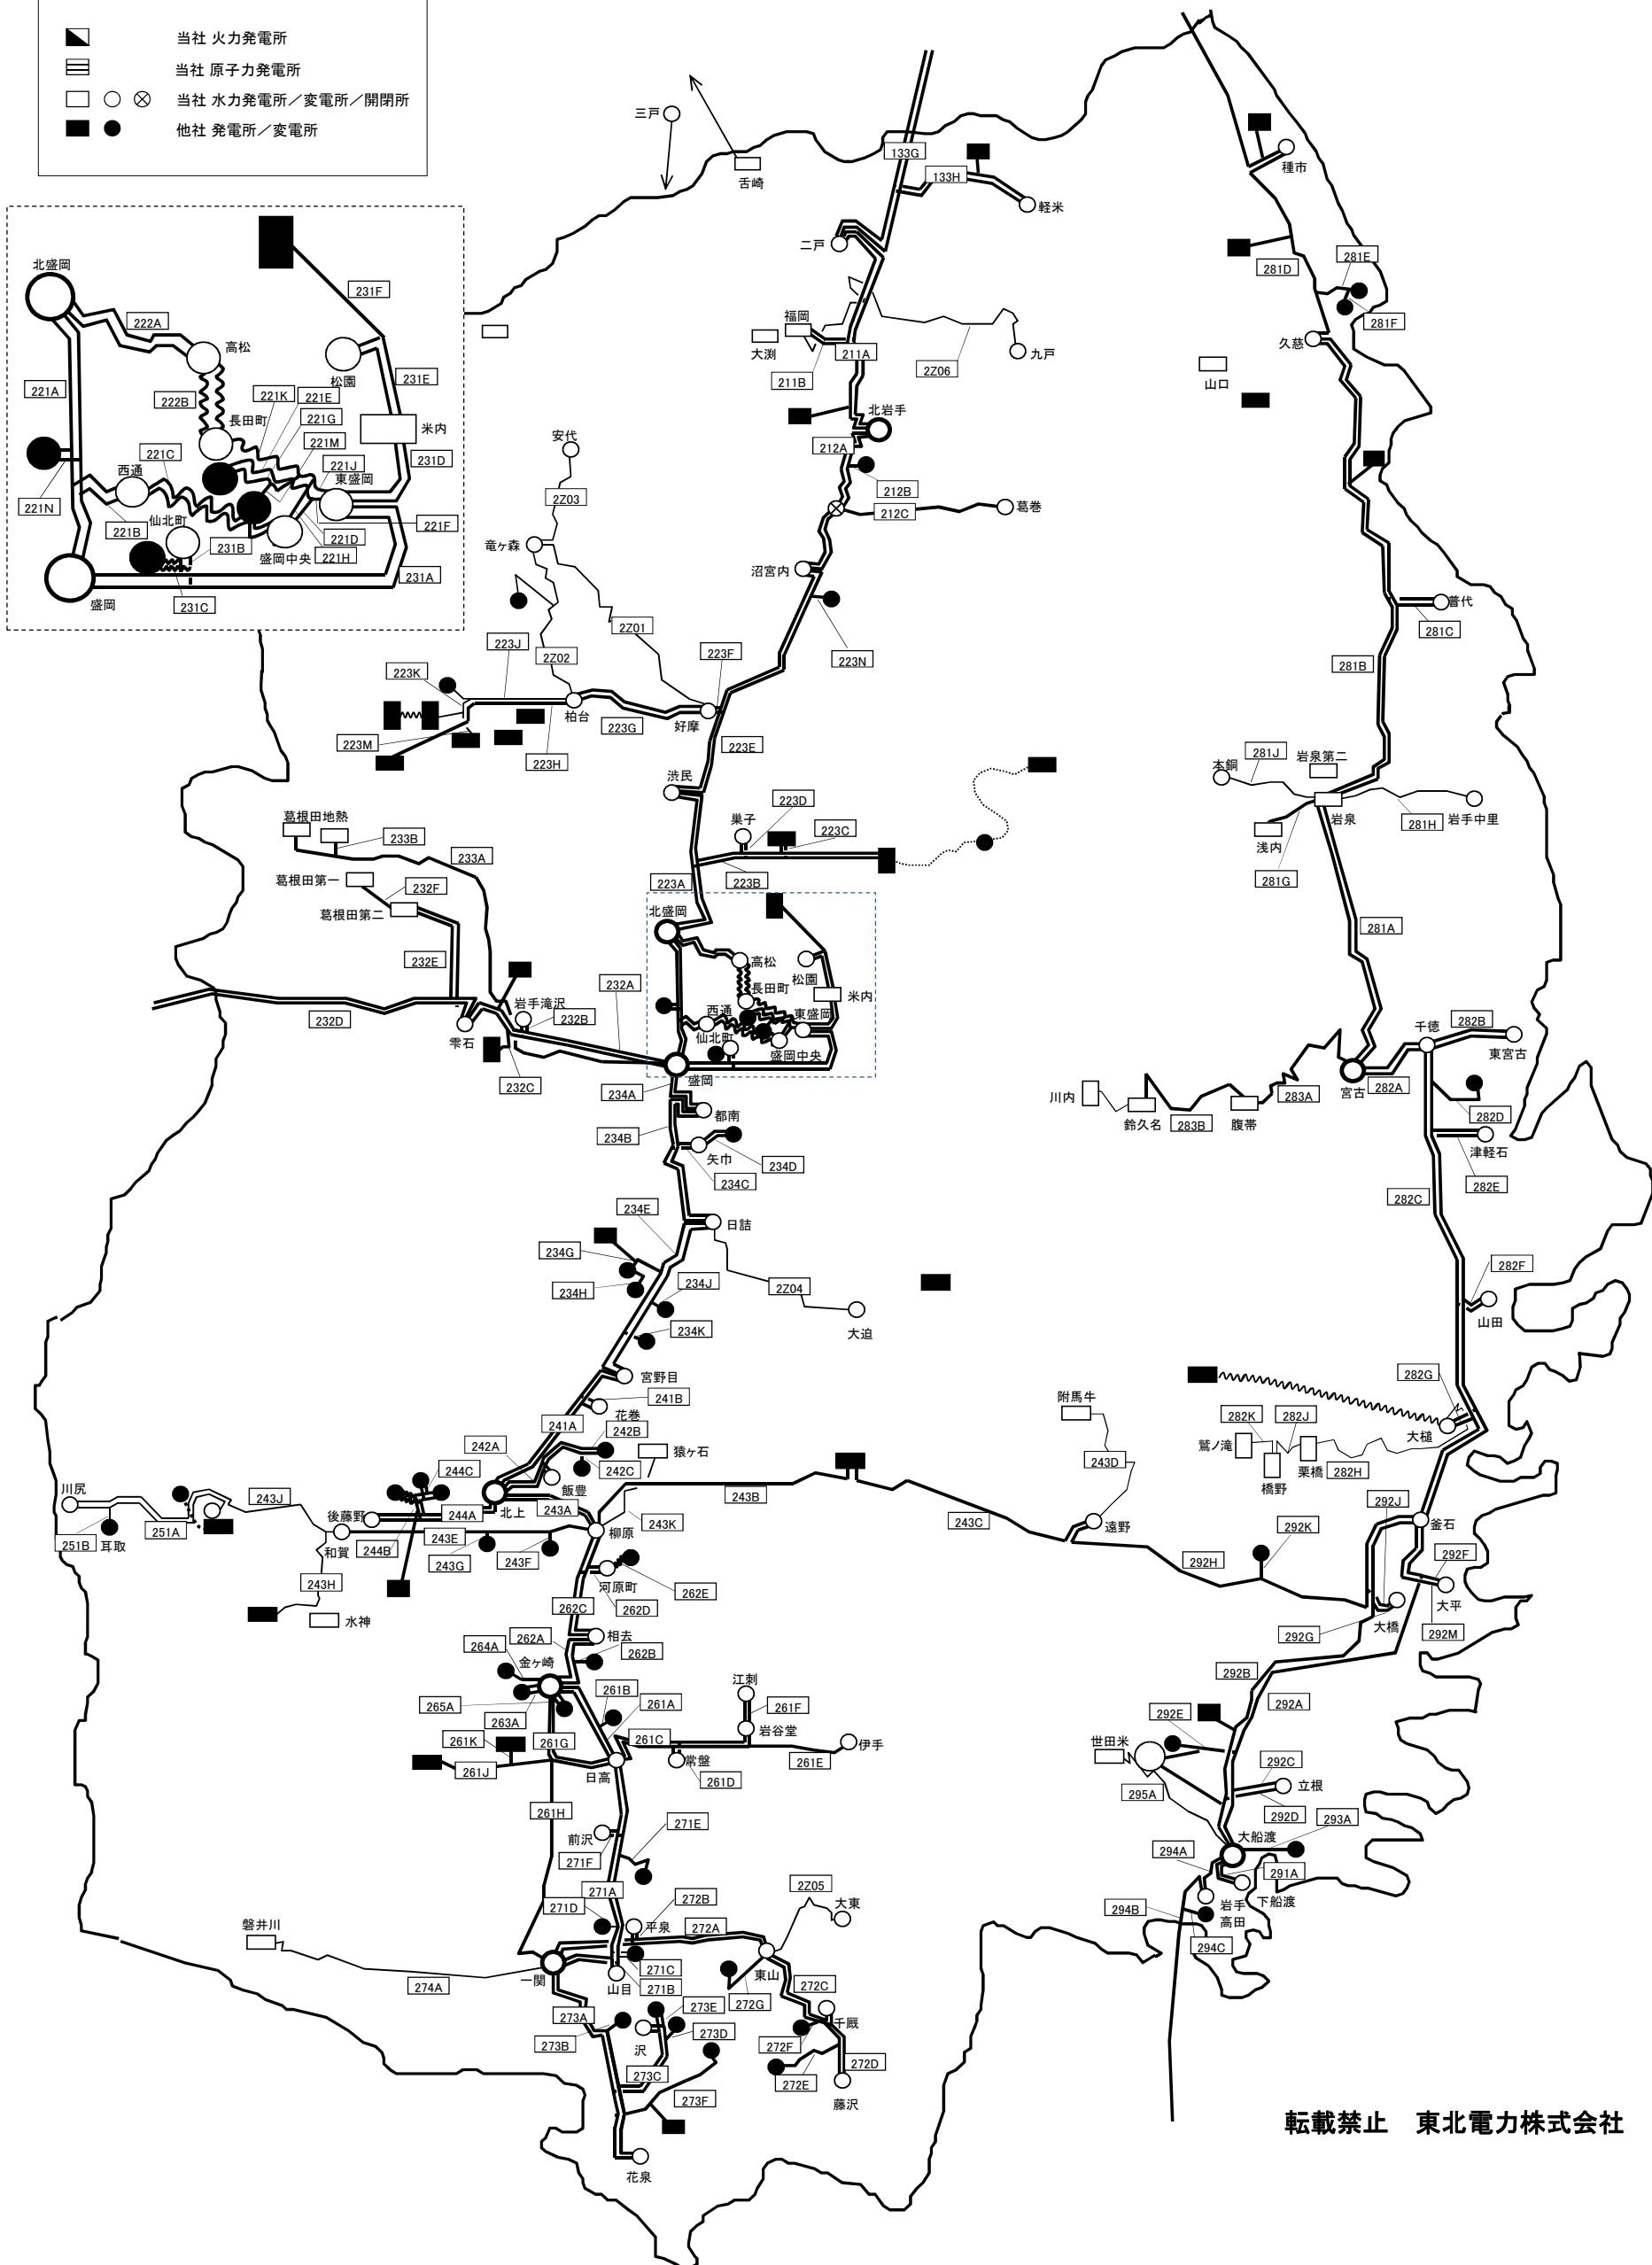 当社 火力発電所
当社 原子力発電所
当社 水力発電所／変電所／開閉所
他社 発電所／変電所
三戸
舌崎
133G
133H
軽米
二戸
種市
281D
281E
281F
久慈
山口
福岡
大渕
211A
211B
2Z06
九戸
北岩手
212A
212B
212C
葛巻
沼宮内
223N
安代
2Z03
竜ヶ森
2Z01
2Z02
223J
223K
223F
柏台
223G
好摩
223M
223H
223E
北盛岡
231F
222A
高松
松園
231E
221A
222B
221K
221E
221G
長田町
米内
221C
221M
221J
231D
西通
東盛岡
221N
仙北町
221F
221B
231B
221D
盛岡中央
221H
231A
盛岡
231C
普代
281C
281B
281J
岩泉第二
本銅
岩泉
281H
岩手中里
浅内
281G
281A
渋民
巣子
223D
223C
223A
223B
葛根田地熱
233B
233A
葛根田第一
232F
葛根田第二
232E
232D
232A
岩手滝沢
232B
雫石
232C
北盛岡
高松
松園
長田町
米内
西通
東盛岡
仙北町
盛岡中央
盛岡
234A
都南
234B
矢巾
234D
234C
千徳
282B
東宮古
宮古
282A
283A
川内
鈴久名
283B
腹帯
282D
津軽石
282E
282C
234E
日詰
234G
234H
234J
2Z04
大迫
234K
282F
山田
宮野目
241B
花巻
241A
242B
242A
猿ヶ石
242C
244C
飯豊
附馬牛
282G
282K
282J
大槌
鷲ノ滝
栗橋
282H
橋野
243D
川尻
243J
後藤野
244A
北上
243A
243B
243K
243C
遠野
292J
釜石
292K
251B
耳取
251A
和賀
244B
243E
243G
243F
柳原
292H
292F
243H
水神
河原町
262E
262C
262D
大平
大橋
292G
292M
相去
264A
262A
262B
金ヶ崎
江刺
292B
292A
265A
261B
261A
261F
263A
261K
261G
261C
岩谷堂
292E
261J
日高
常盤
261E
伊手
世田米
292C
261D
295A
立根
292D
293A
261H
前沢
271E
271F
大船渡
294A
291A
271A
272B
2Z05
271D
大東
岩手
高田
下船渡
294B
294C
磐井川
平泉
272A
274A
一関
271C
山目
271B
東山
272G
272C
273A
273E
273B
273D
沢
千厩
272F
273C
272E
272D
273F
藤沢
花泉
転載禁止　東北電力株式会社